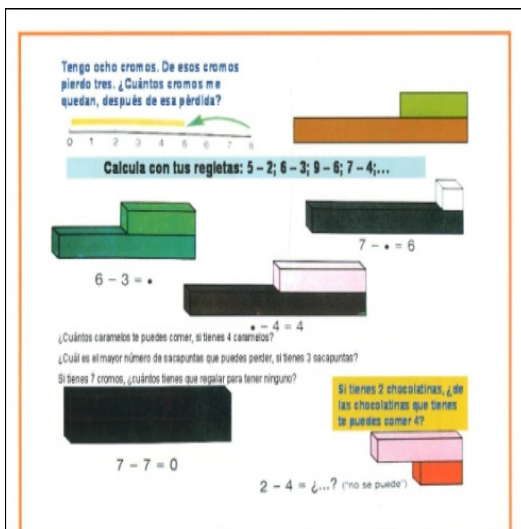 Tengo ocho cromos. De esos cromos
pierdo tres. ¿Cuántos cromos me
quedan, después de esa pérdida?
0 1 2 3 4 5 6 7 8
Calcula con tus regletas: 5 – 2; 6 – 3; 9 – 6; 7 – 4;...
7 - • = 6
6 - 3 = •
• - 4 = 4
¿Cuántos caramelos te puedes comer, si tienes 4 caramelos?
¿Cuál es el mayor número de sacapuntas que puedes perder, si tienes 3 sacapuntas?
Si tienes 7 cromos, ¿cuántos tienes que regalar para tener ninguno?
Si tienes 2 chocolatinas, ¿de
las chocolatinas que tienes
te puedes comer 4?
7 - 7 = 0
2 - 4 = ¿...? ("no se puede")